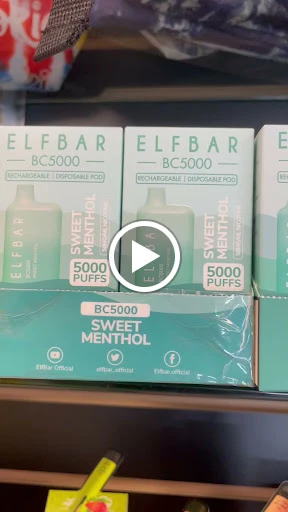 ELFBAR
BC5000
RECHARGEABLE | DISPOSABLE POD
SWEET
MENTHOL
5000
PUFFS
ELFBAR
BC5000
RECHARGEABLE | DISPOSABLE POD
ELFBAR
SWEET
MENTHOL
5000
PUFFS
E
BC5000
SWEET
MENTHOL
ElfBar Official
elfbar_official
ElfBar Official